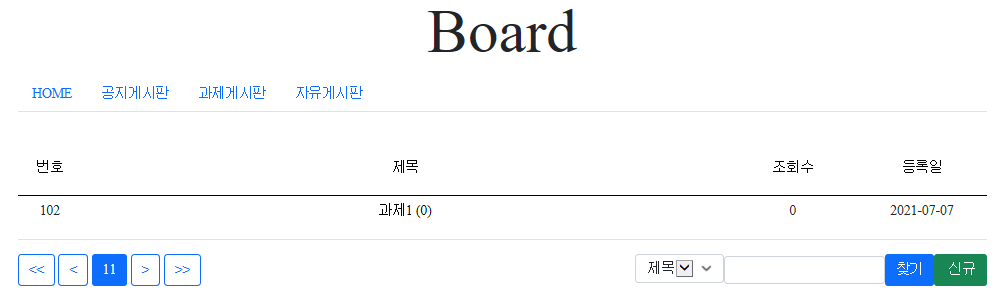 Board
HOME 공지게시판 과제게시판 자유게시판
번호 제목 조회수 등록일
102 과제1 (0) 0 2021-07-07
<< < 11 > >> 제목 찾기 신규